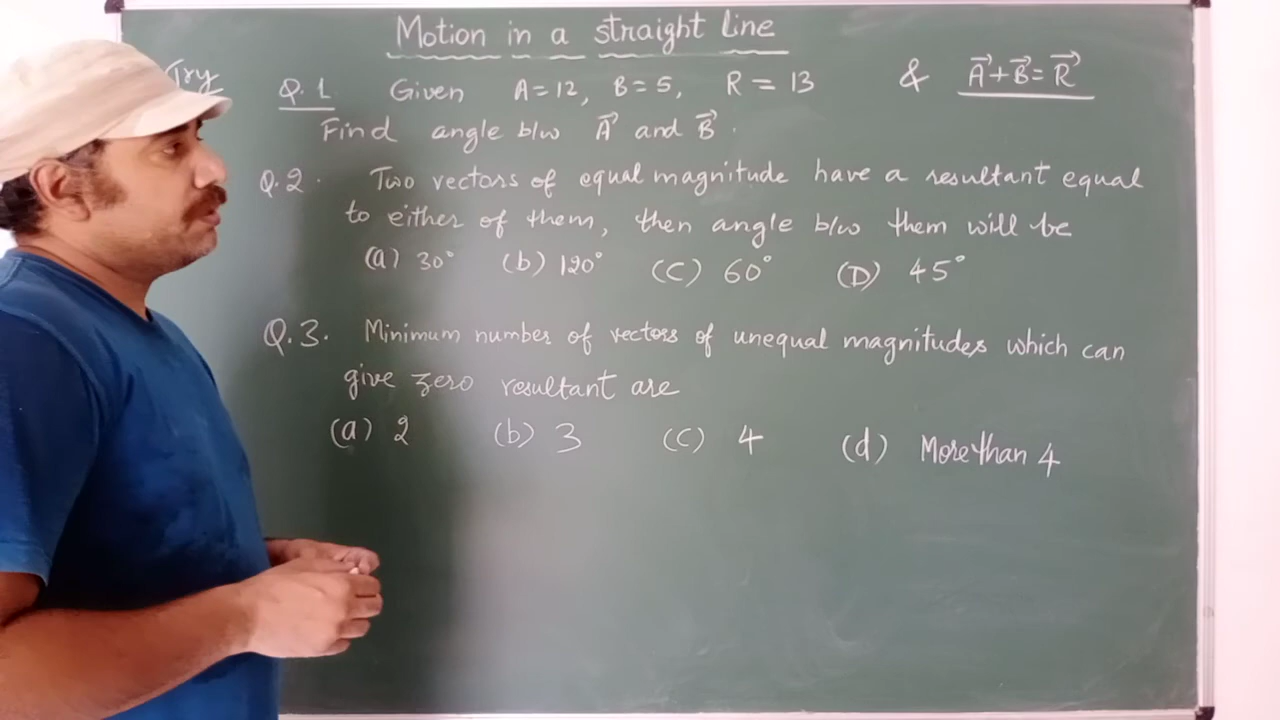 Motion in a straight line
Try Q.1 Given A=12, B=5, R=13 & A⃗+B⃗=R⃗
Find angle b/w A⃗ and B⃗.
Q.2. Two vectors of equal magnitude have a resultant equal
to either of them, then angle b/w them will be
(a) 30° (b) 120° (C) 60° (D) 45°
Q.3. Minimum number of vectors of unequal magnitudes which can
give zero resultant are
(a) 2 (b) 3 (C) 4 (d) More than 4